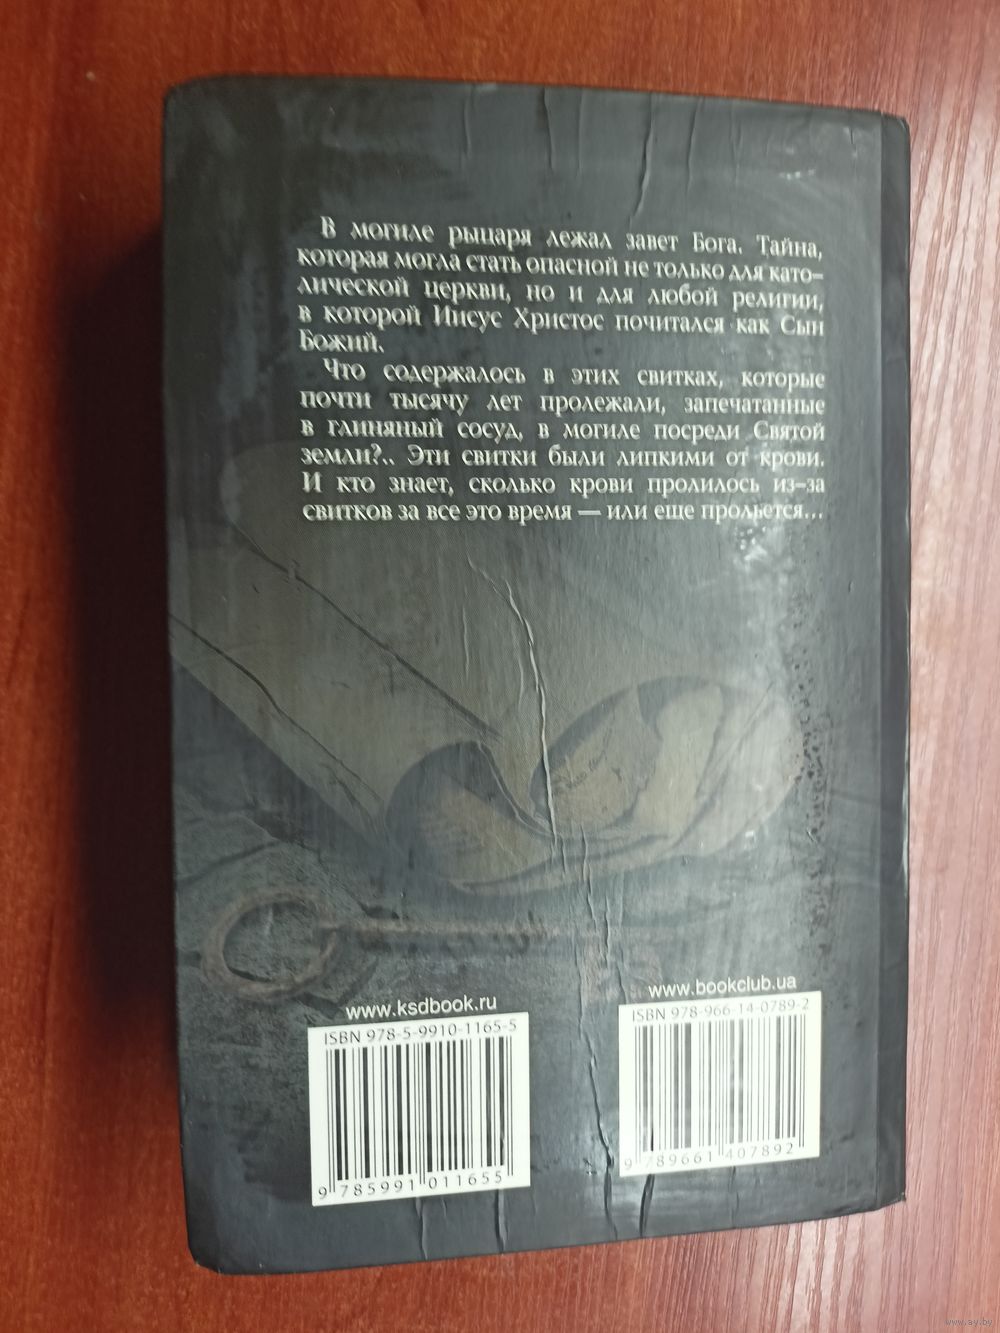 В могиле рыцаря лежал завет Бога. Тайна,
которая могла стать опасной не только для като-
лической церкви, но и для любой религии,
в которой Иисус Христос почитался как Сын
Божий.
Что содержалось в этих свитках, которые
почти тысячу лет пролежали, запечатанные
в глиняный сосуд, в могиле посреди Святой
земли?.. Эти свитки были липкими от крови.
И кто знает, сколько крови пролилось из-за
свитков за все это время — или еще прольется...
www.ksdbook.ru
ISBN 978-5-9910-1165-5
9 785991 011655
www.bookclub.ua
ISBN 978-966-14-0789-2
9 789661 407892
www.ay.by